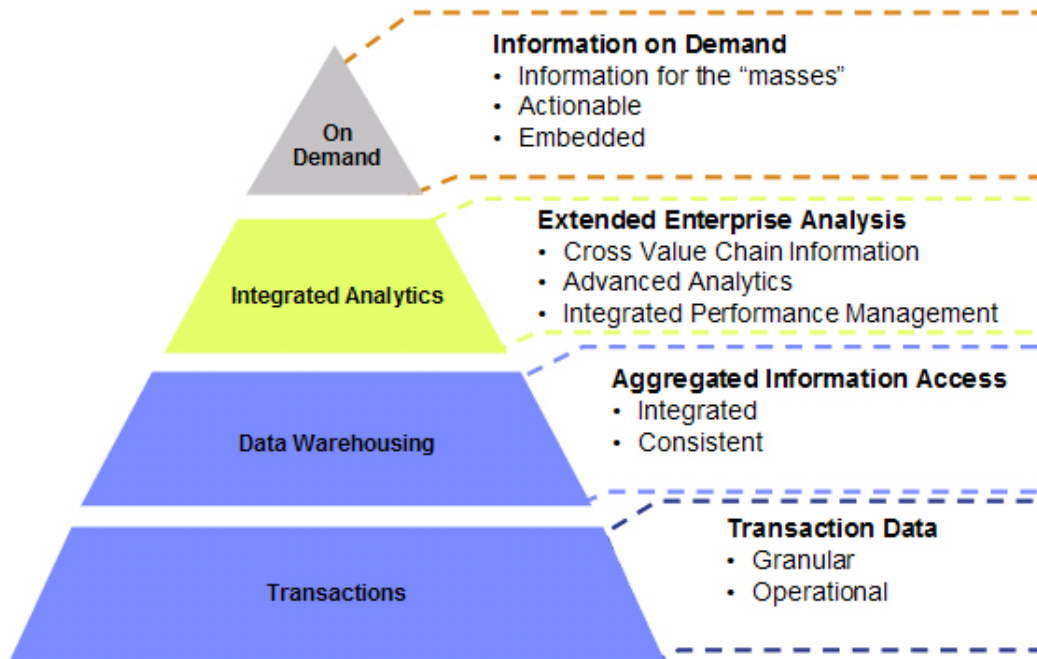 On
Demand
Information on Demand
• Information for the “masses”
• Actionable
• Embedded
Integrated Analytics
Extended Enterprise Analysis
• Cross Value Chain Information
• Advanced Analytics
• Integrated Performance Management
Data Warehousing
Aggregated Information Access
• Integrated
• Consistent
Transactions
Transaction Data
• Granular
• Operational